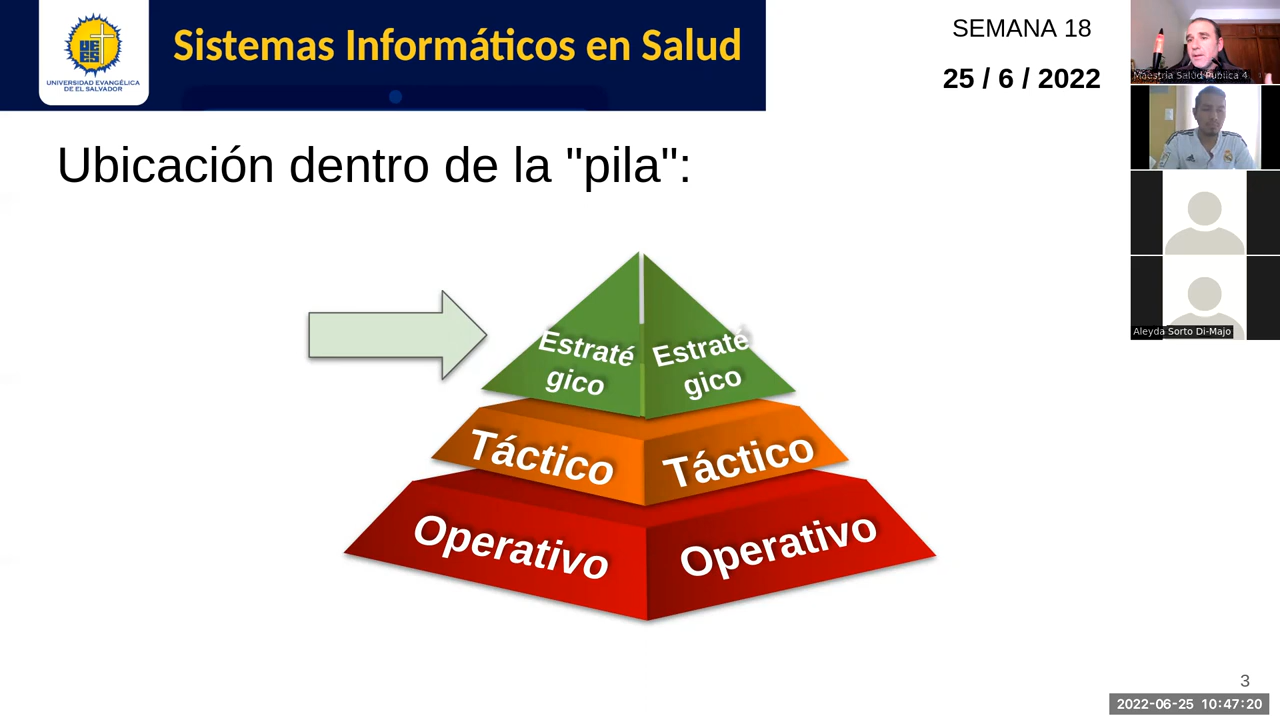 UNIVERSIDAD EVANGÉLICA
DE EL SALVADOR
Sistemas Informáticos en Salud
SEMANA 18
25 / 6 / 2022
Maestria Salud Publica 4
Aleyda Sorto Di-Majo
Ubicación dentro de la "pila":
Estraté
gico
Estraté
gico
Táctico
Táctico
Operativo
Operativo
3
2022-06-25 10:47:20